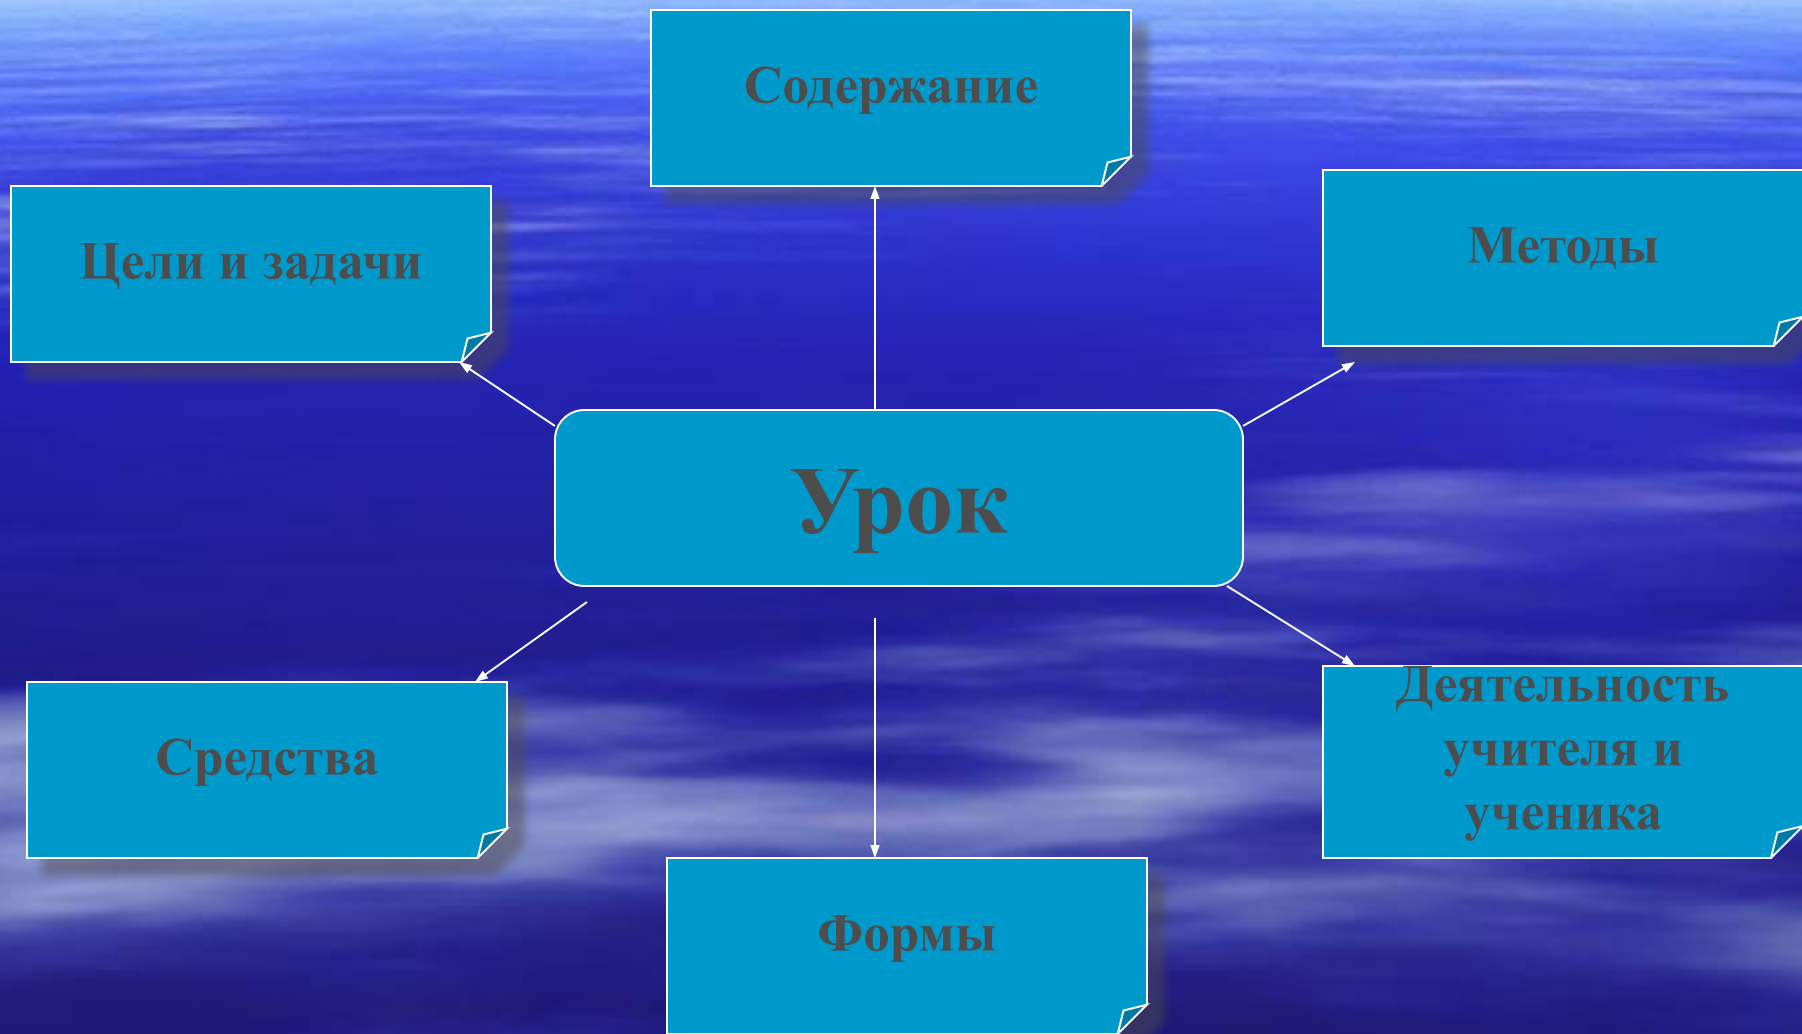 Содержание
Цели и задачи
Методы
Урок
Средства
Деятельность
учителя и
ученика
Формы